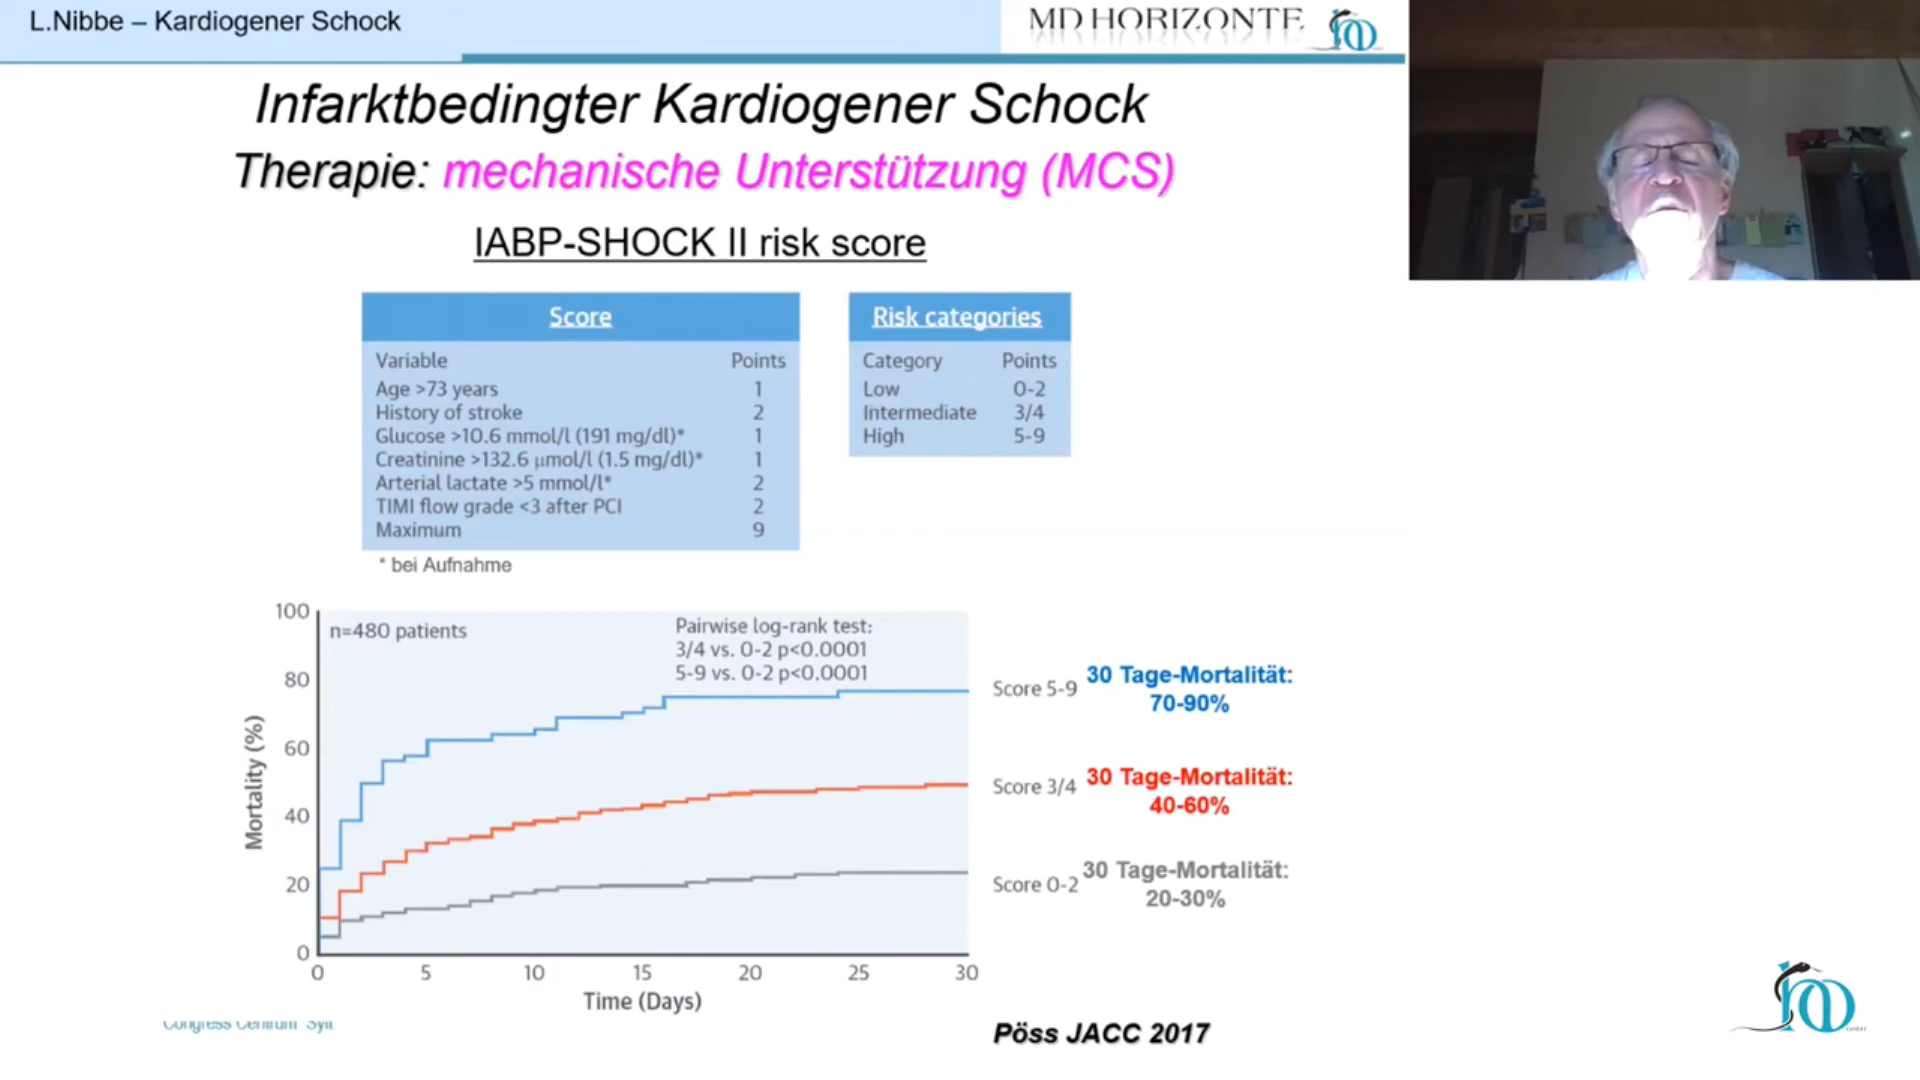 L.Nibbe – Kardiogener Schock
MD HORIZONTE
Infarktbedingter Kardiogener Schock
Therapie: mechanische Unterstützung (MCS)
IABP-SHOCK II risk score
Score
Variable Points
Age >73 years 1
History of stroke 2
Glucose >10.6 mmol/l (191 mg/dl)* 1
Creatinine >132.6 µmol/l (1.5 mg/dl)* 1
Arterial lactate >5 mmol/l* 2
TIMI flow grade <3 after PCI 2
Maximum 9
* bei Aufnahme
Risk categories
Category Points
Low 0-2
Intermediate 3/4
High 5-9
n=480 patients
Pairwise log-rank test:
3/4 vs. 0-2 p<0.0001
5-9 vs. 0-2 p<0.0001
Mortality (%)
100
80
60
40
20
0
0 5 10 15 20 25 30
Time (Days)
Score 5-9
30 Tage-Mortalität:
70-90%
Score 3/4
30 Tage-Mortalität:
40-60%
Score 0-2
30 Tage-Mortalität:
20-30%
Congress Centrum Sylt
Pöss JACC 2017